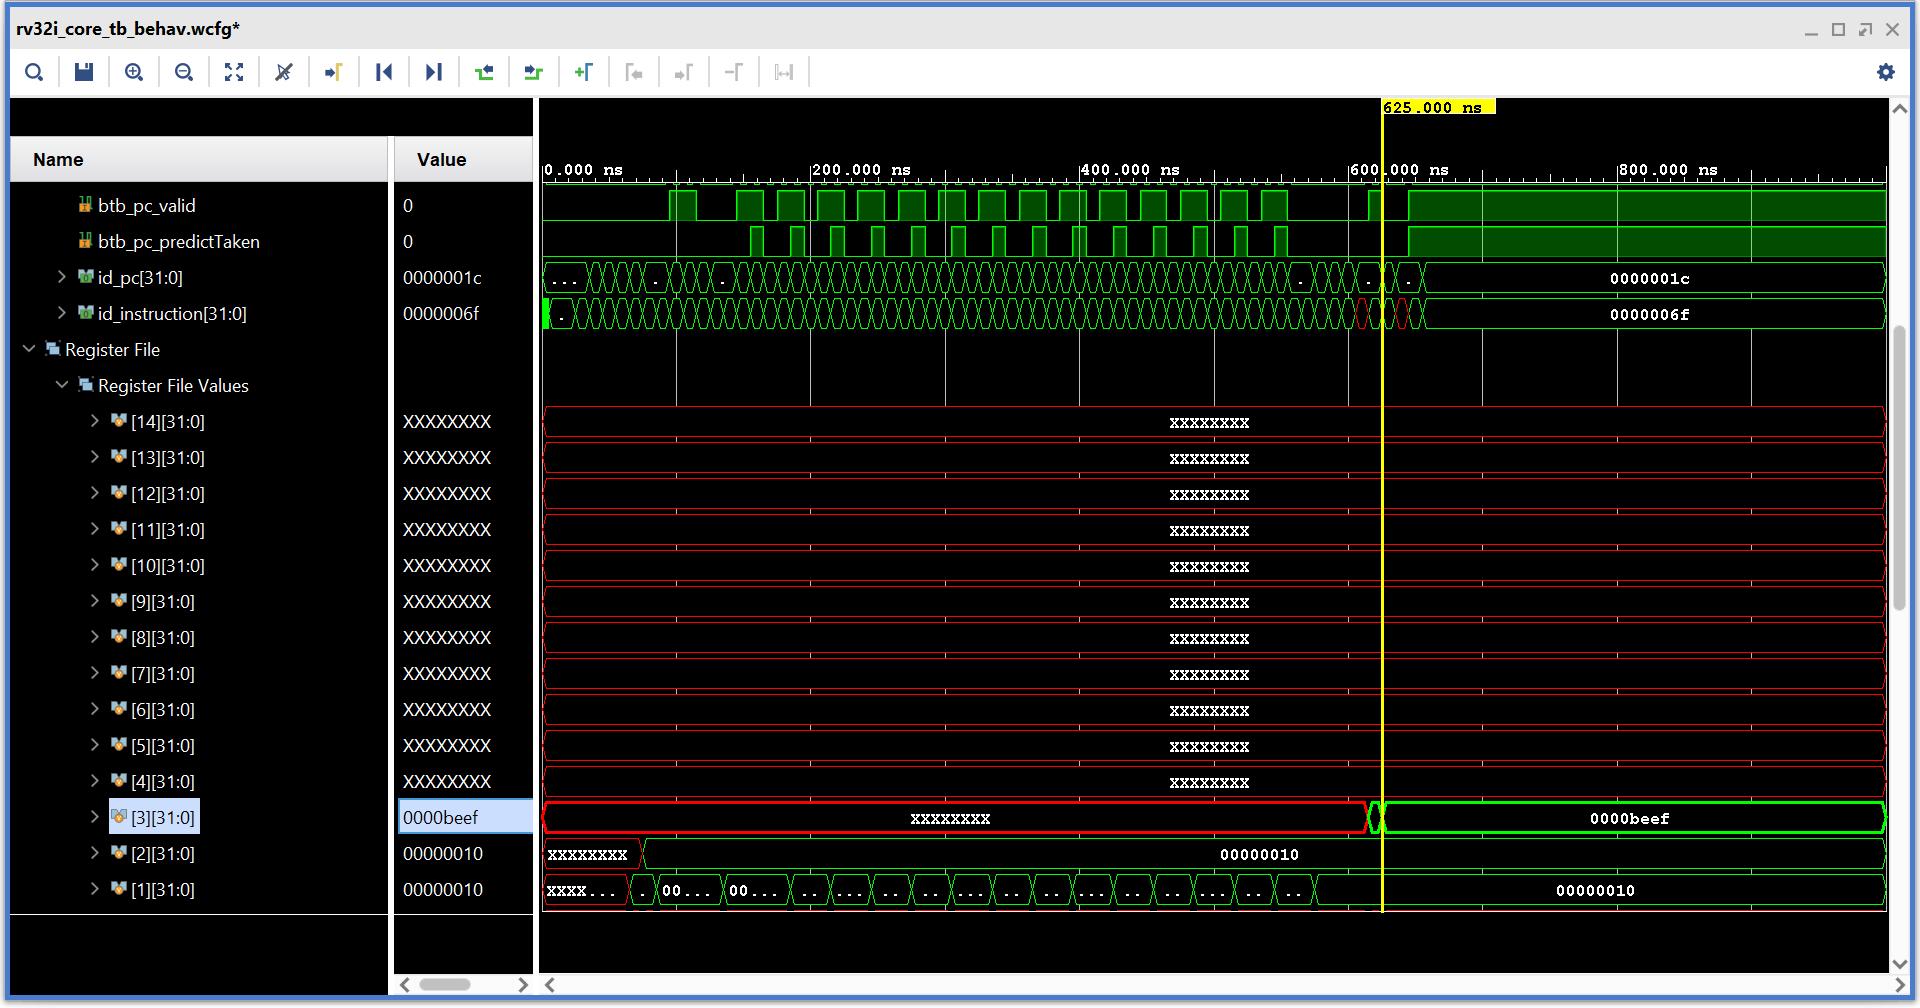 rv32i_core_tb_behav.wcfg*
625.000 ns
Name Value 0.000 ns 200.000 ns 400.000 ns 600.000 ns 800.000 ns
btb_pc_valid 0
btb_pc_predictTaken 0
id_pc[31:0] 0000001c ... . . . . . 0000001c
id_instruction[31:0] 0000006f . 0000006f
Register File
Register File Values
[14][31:0] XXXXXXXX XXXXXXXX
[13][31:0] XXXXXXXX XXXXXXXX
[12][31:0] XXXXXXXX XXXXXXXX
[11][31:0] XXXXXXXX XXXXXXXX
[10][31:0] XXXXXXXX XXXXXXXX
[9][31:0] XXXXXXXX XXXXXXXX
[8][31:0] XXXXXXXX XXXXXXXX
[7][31:0] XXXXXXXX XXXXXXXX
[6][31:0] XXXXXXXX XXXXXXXX
[5][31:0] XXXXXXXX XXXXXXXX
[4][31:0] XXXXXXXX XXXXXXXX
[3][31:0] 0000beef XXXXXXXX 0000beef
[2][31:0] 00000010 XXXXXXXX 00000010
[1][31:0] 00000010 XXXX... . 00... 00... .. ... .. .. ... .. .. ... .. .. ... .. .. 00000010